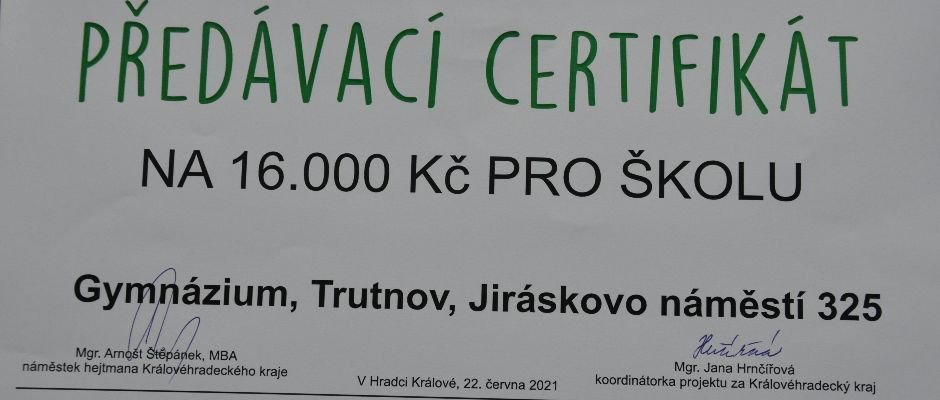 PŘEDÁVACÍ CERTIFIKÁT
NA 16.000 Kč PRO ŠKOLU
Gymnázium, Trutnov, Jiráskovo náměstí 325
Mgr. Arnošt Štěpánek, MBA
náměstek hejtmana Královéhradeckého kraje
V Hradci Králové, 22. června 2021
Mgr. Jana Hrnčířová
koordinátorka projektu za Královéhradecký kraj